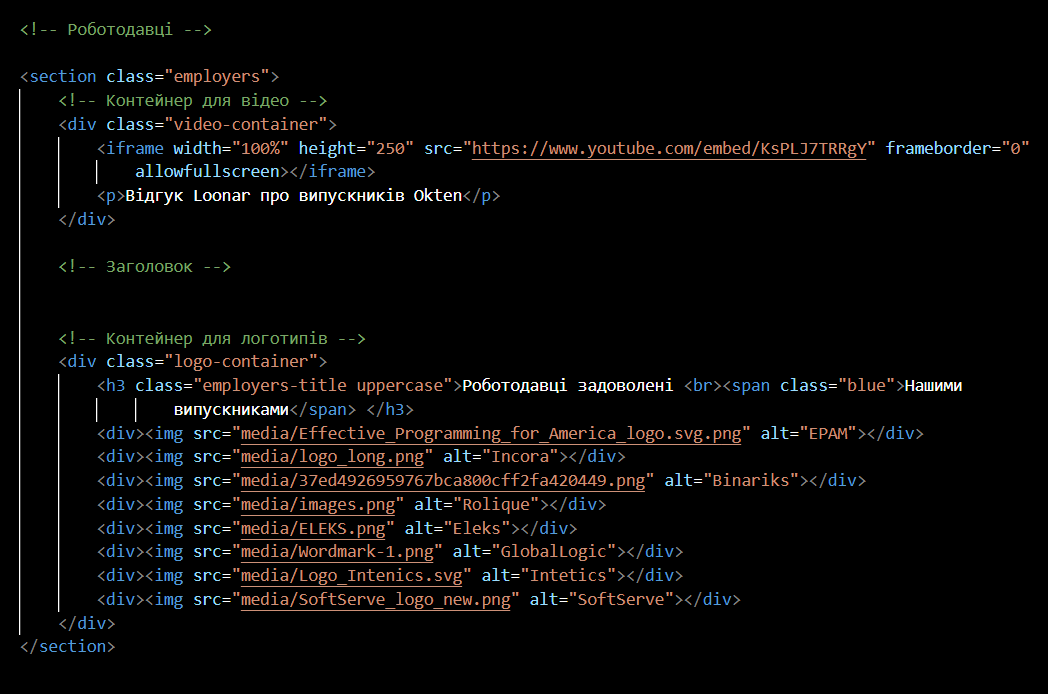 <!-- Роботодавці -->
<section class="employers">
<!-- Контейнер для відео -->
<div class="video-container">
<iframe width="100%" height="250" src="https://www.youtube.com/embed/KsPLJ7TRRgY" frameborder="0"
allowfullscreen></iframe>
<p>Відгук Loonar про випускників Okten</p>
</div>
<!-- Заголовок -->
<!-- Контейнер для логотипів -->
<div class="logo-container">
<h3 class="employers-title uppercase">Роботодавці задоволені <br><span class="blue">Нашими
випускниками</span> </h3>
<div><img src="media/Effective_Programming_for_America_logo.svg.png" alt="EPAM"></div>
<div><img src="media/logo_long.png" alt="Incora"></div>
<div><img src="media/37ed4926959767bca800cff2fa420449.png" alt="Binariks"></div>
<div><img src="media/images.png" alt="Rolique"></div>
<div><img src="media/ELEKS.png" alt="Eleks"></div>
<div><img src="media/Wordmark-1.png" alt="GlobalLogic"></div>
<div><img src="media/Logo_Intenics.svg" alt="Intetics"></div>
<div><img src="media/SoftServe_logo_new.png" alt="SoftServe"></div>
</div>
</section>